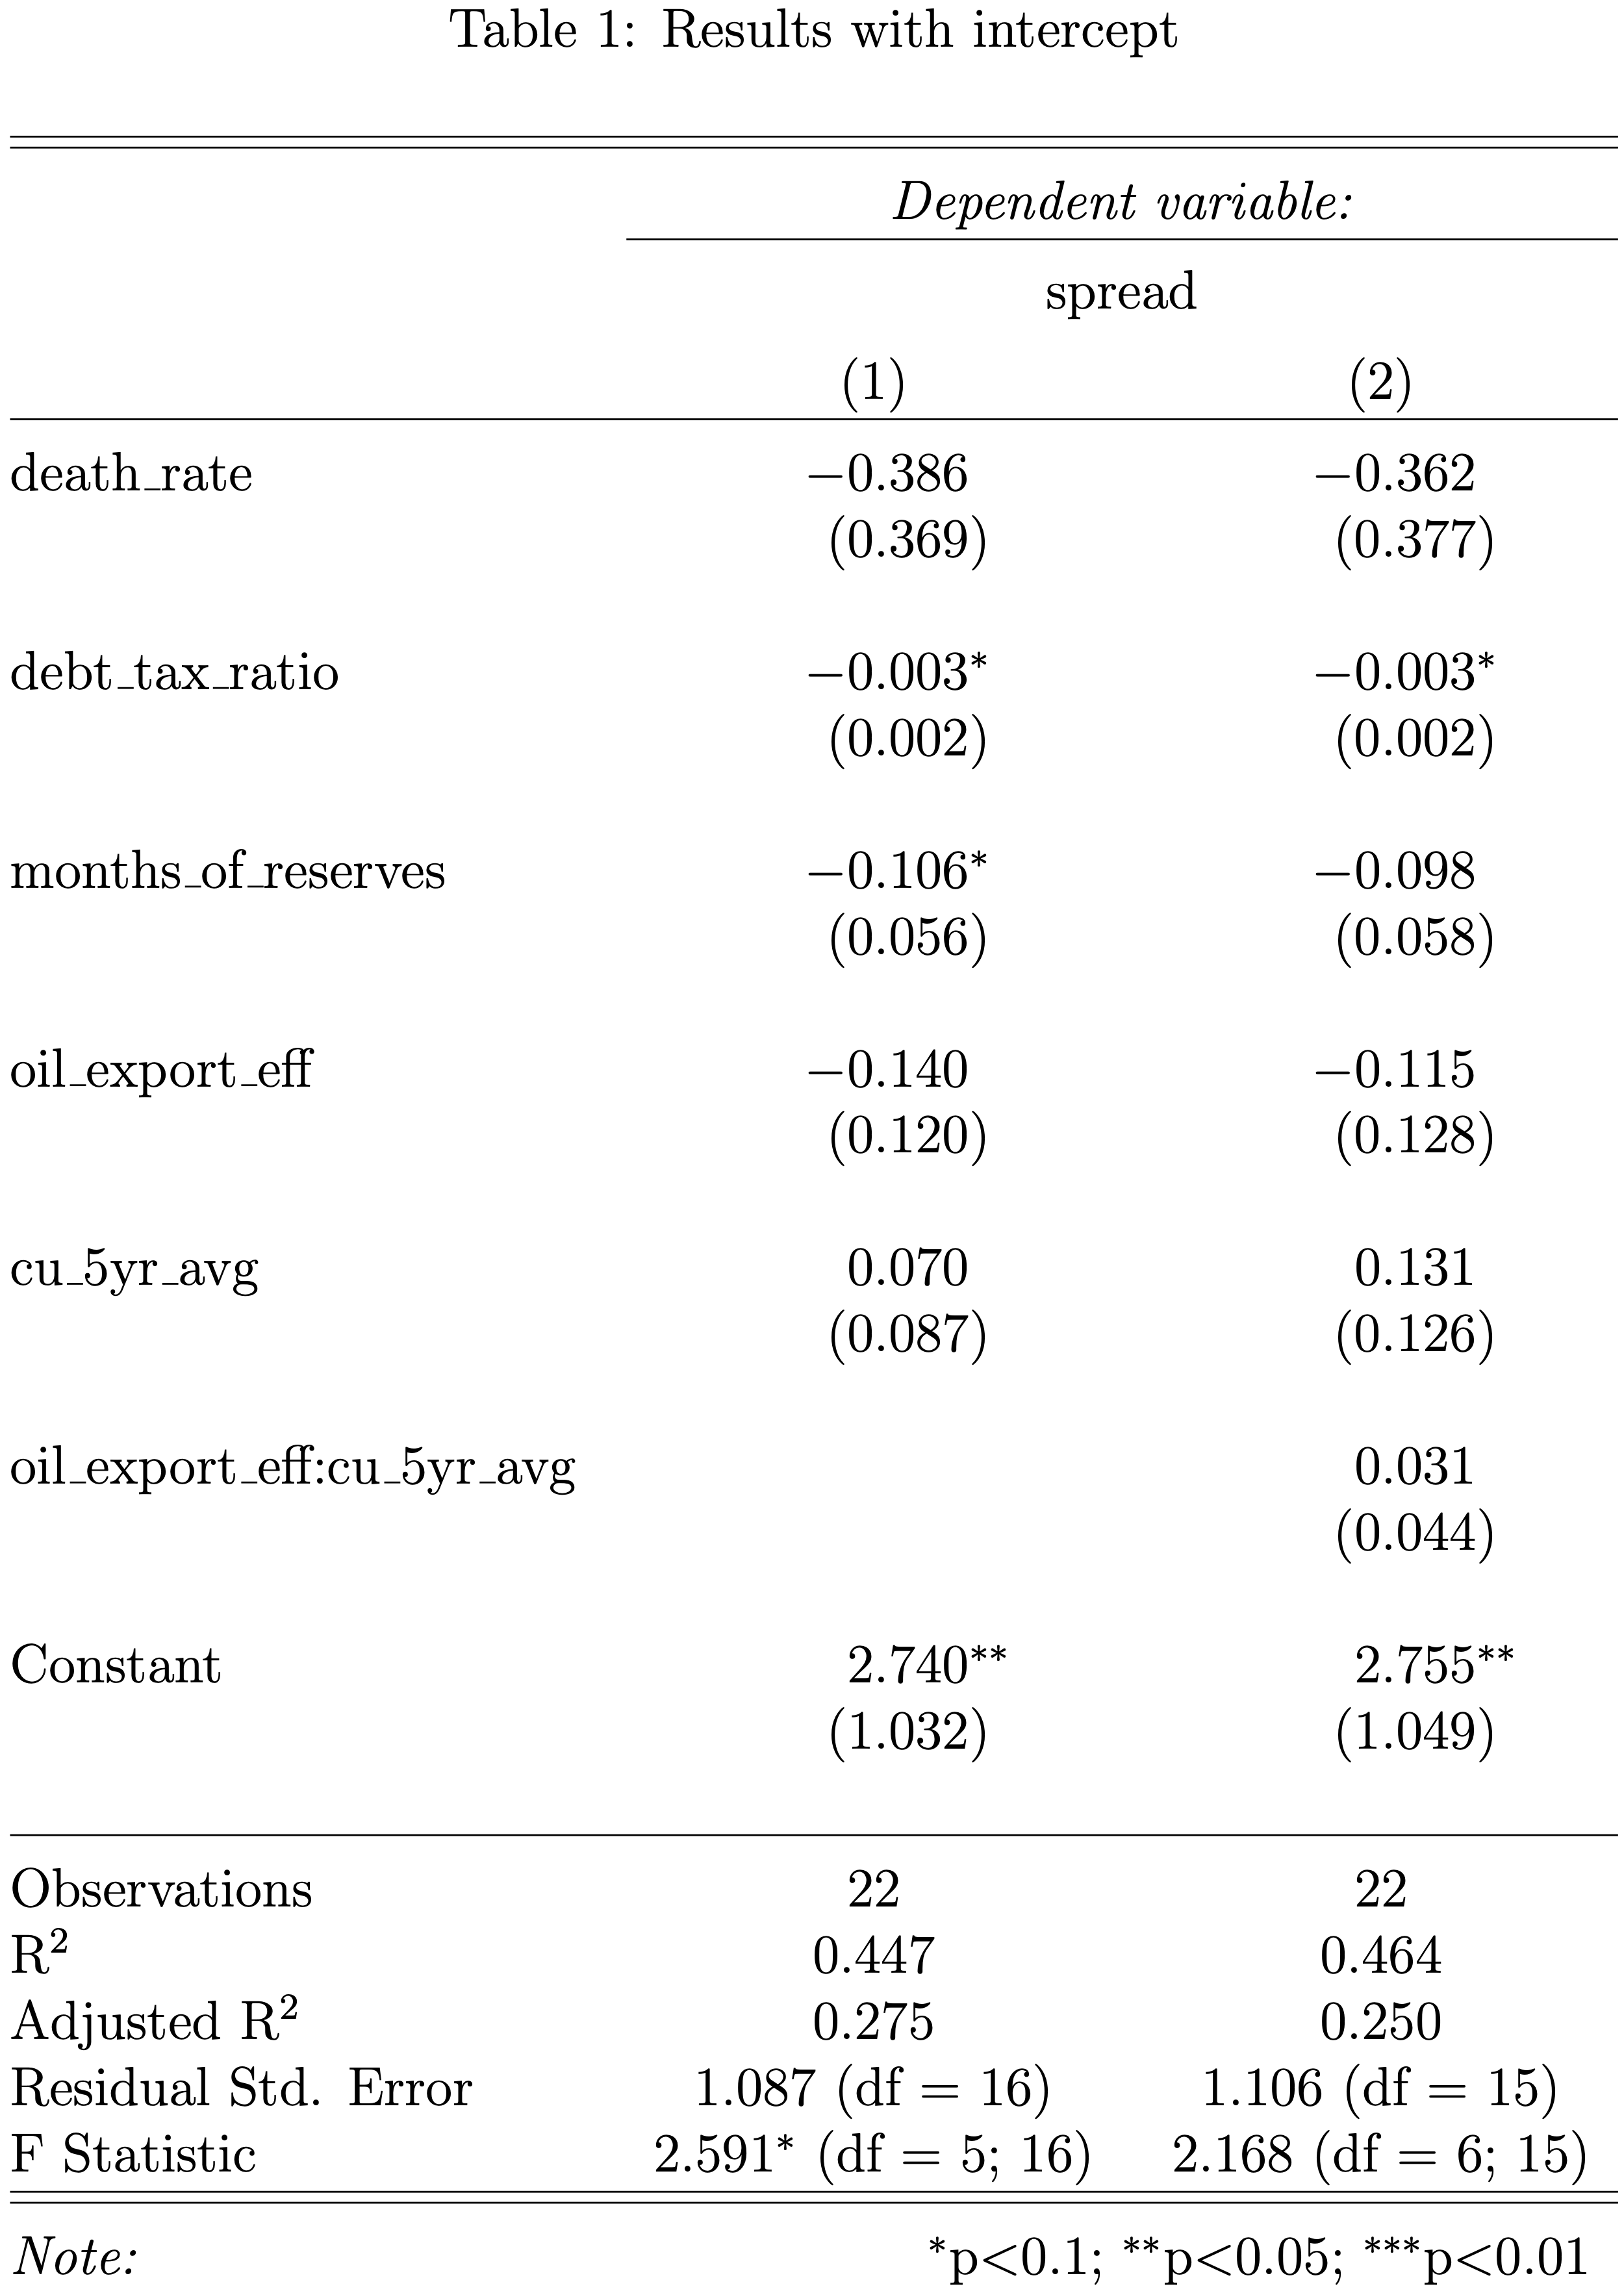 Table 1: Results with intercept
Dependent variable:
spread
(1) (2)
death_rate −0.386 −0.362
(0.369) (0.377)
debt_tax_ratio −0.003* −0.003*
(0.002) (0.002)
months_of_reserves −0.106* −0.098
(0.056) (0.058)
oil_export_eff −0.140 −0.115
(0.120) (0.128)
cu_5yr_avg 0.070 0.131
(0.087) (0.126)
oil_export_eff:cu_5yr_avg 0.031
(0.044)
Constant 2.740** 2.755**
(1.032) (1.049)
Observations 22 22
R² 0.447 0.464
Adjusted R² 0.275 0.250
Residual Std. Error 1.087 (df = 16) 1.106 (df = 15)
F Statistic 2.591* (df = 5; 16) 2.168 (df = 6; 15)
Note: *p<0.1; **p<0.05; ***p<0.01